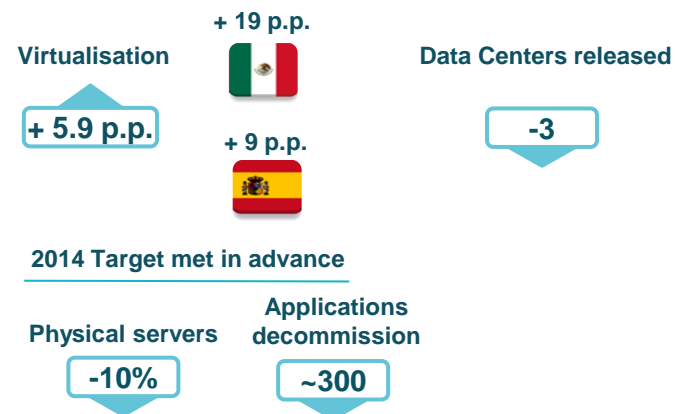 + 19 p.p.
Virtualisation
+ 5.9 p.p.
+ 9 p.p.
Data Centers released
-3
2014 Target met in advance
Physical servers
-10%
Applications
decommission
~300